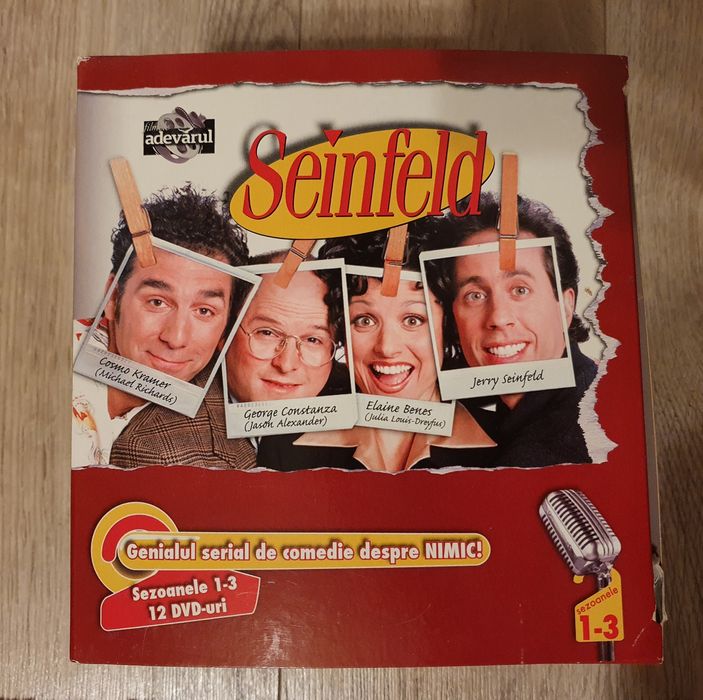 film
adevărul
Seinfeld
Cosmo Kramer
(Michael Richards)
George Constanza
(Jason Alexander)
Elaine Benes
(Julia Louis-Dreyfus)
Jerry Seinfeld
Genialul serial de comedie despre NIMIC!
Sezoanele 1-3
12 DVD-uri
sezoanele
1-3